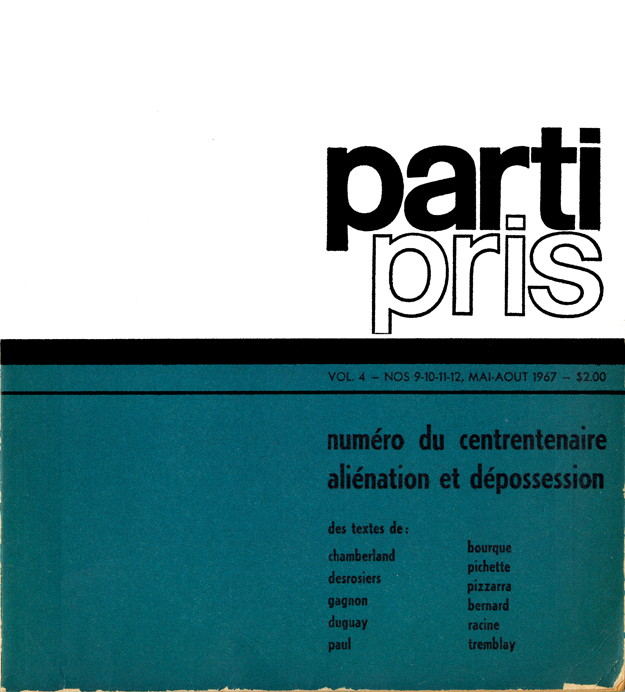 parti
pris
VOL. 4 – NOS 9-10-11-12, MAI-AOUT 1967 – $2.00
numéro du centrentenaire
aliénation et dépossession
des textes de:
chamberland
desrosiers
gagnon
duguay
paul
bourque
pichette
pizzarra
bernard
racine
tremblay